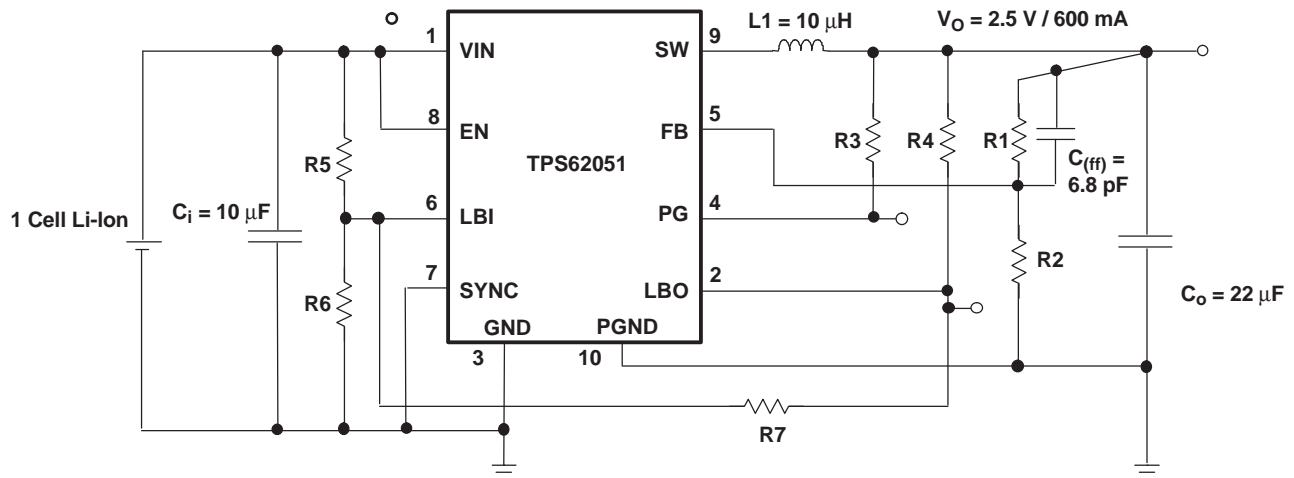 L1 = 10 μH
V_O = 2.5 V / 600 mA
1
VIN
SW
9
8
EN
FB
5
R3
R4
R1
R5
TPS62051
C(ff) =
6.8 pF
1 Cell Li-Ion
C_i = 10 μF
6
LBI
PG
4
R2
7
SYNC
LBO
2
R6
C_o = 22 μF
GND
PGND
3
10
R7